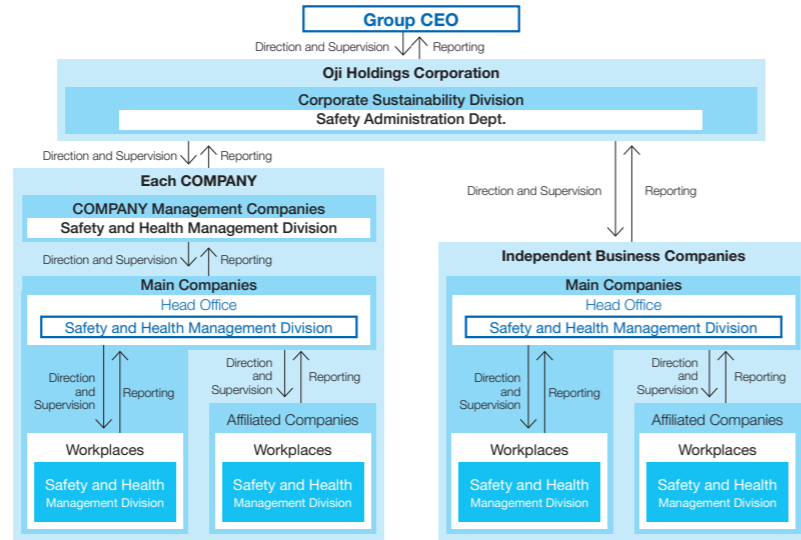 Group CEO
Direction and Supervision
Reporting
Oji Holdings Corporation
Corporate Sustainability Division
Safety Administration Dept.
Direction and Supervision
Reporting
Each COMPANY
COMPANY Management Companies
Safety and Health Management Division
Direction and Supervision
Reporting
Main Companies
Head Office
Safety and Health Management Division
Direction
and
Supervision
Reporting
Direction
and
Supervision
Reporting
Workplaces
Safety and Health
Management Division
Affiliated Companies
Workplaces
Safety and Health
Management Division
Direction and Supervision
Reporting
Independent Business Companies
Main Companies
Head Office
Safety and Health Management Division
Direction
and
Supervision
Reporting
Direction
and
Supervision
Reporting
Workplaces
Safety and Health
Management Division
Affiliated Companies
Workplaces
Safety and Health
Management Division